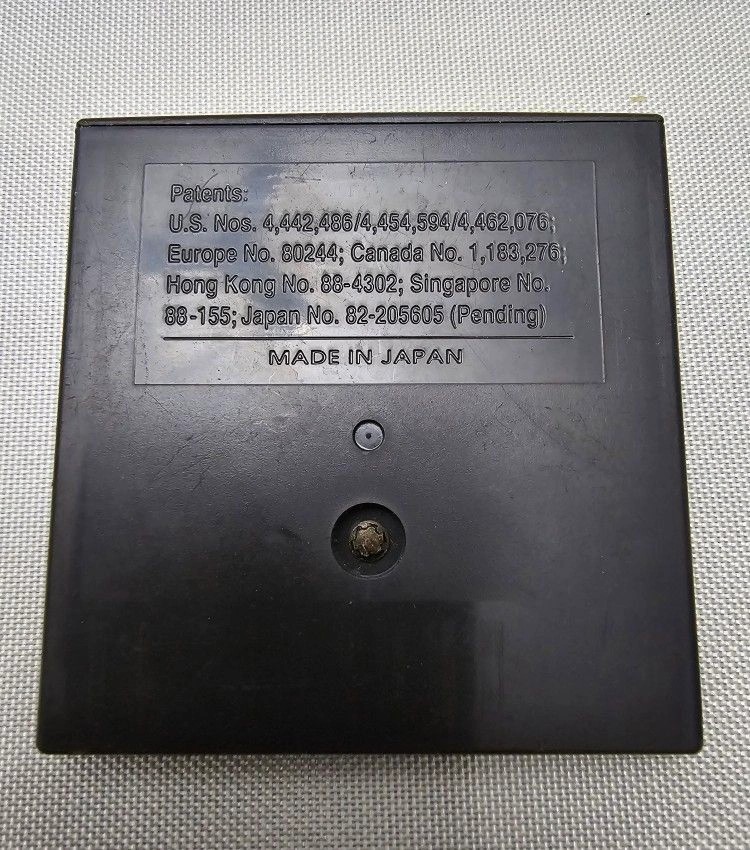 Patents:
U.S. Nos. 4,442,486/4,454,594/4,462,076;
Europe No. 80244; Canada No. 1,183,276;
Hong Kong No. 88-4302; Singapore No.
88-155; Japan No. 82-205605 (Pending)
MADE IN JAPAN